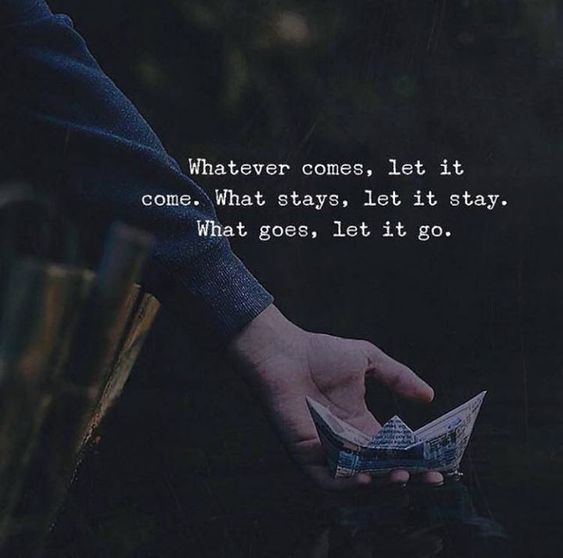 Whatever comes, let it
come. What stays, let it stay.
What goes, let it go.